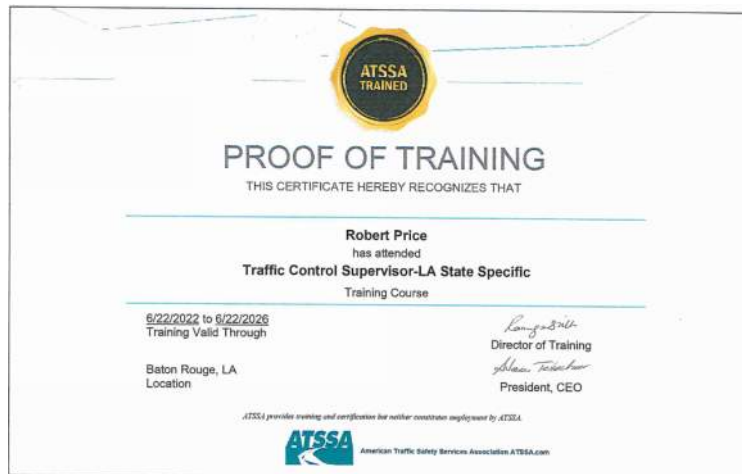 ATSSA
TRAINED
PROOF OF TRAINING
THIS CERTIFICATE HEREBY RECOGNIZES THAT
Robert Price
has attended
Traffic Control Supervisor-LA State Specific
Training Course
6/22/2022 to 6/22/2026
Training Valid Through
Director of Training
Baton Rouge, LA
Location
President, CEO
ATSSA provides training and certification but neither constitutes employment by ATSSA.
ATSSA
American Traffic Safety Services Association ATSSA.com